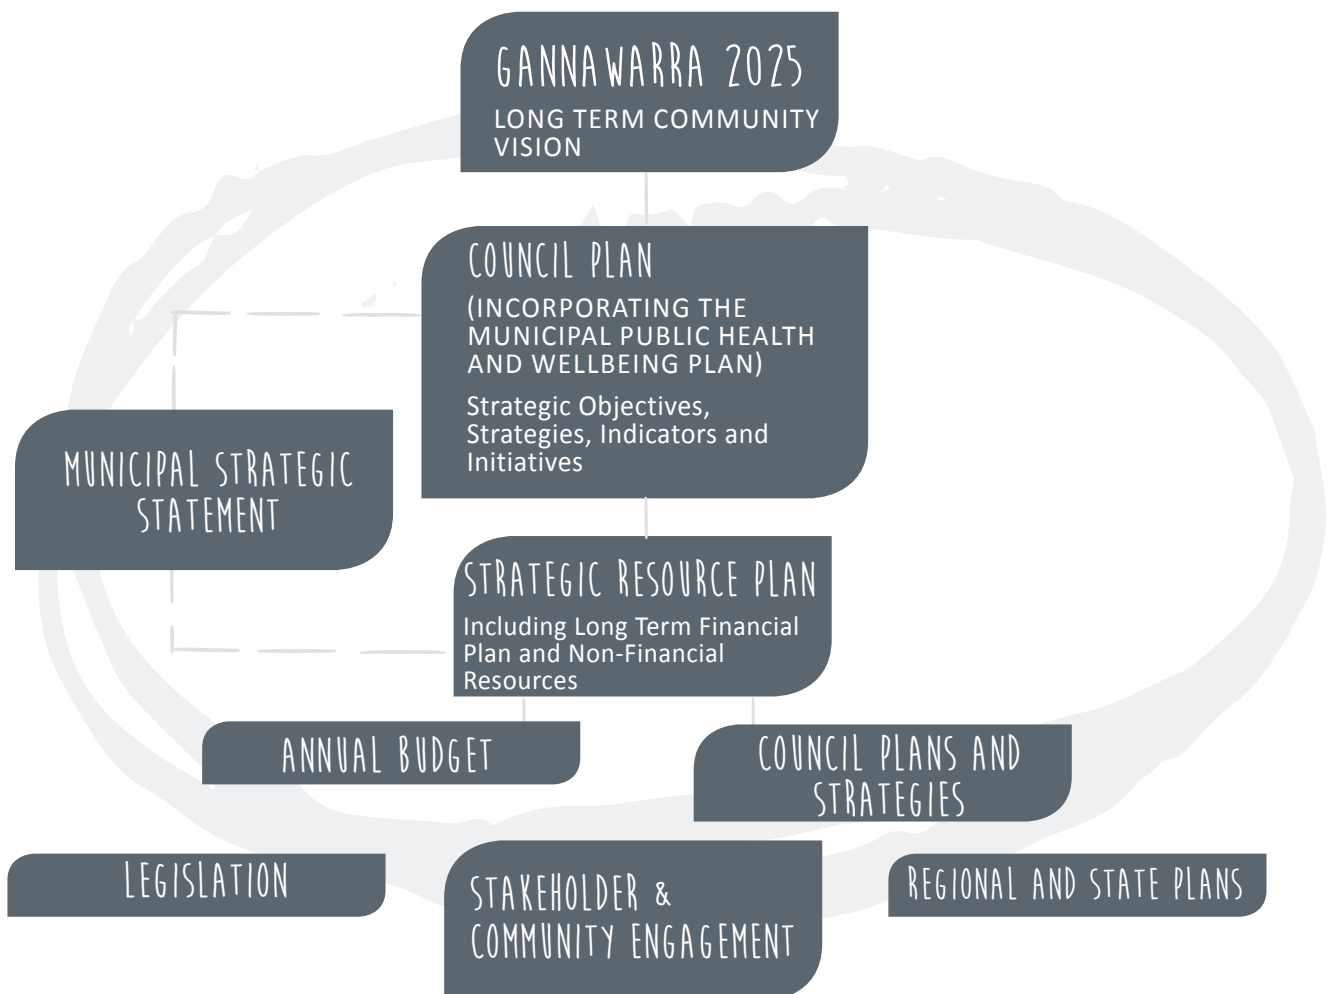 GANNAWARRA 2025
LONG TERM COMMUNITY
VISION
COUNCIL PLAN
(INCORPORATING THE
MUNICIPAL PUBLIC HEALTH
AND WELLBEING PLAN)
Strategic Objectives,
Strategies, Indicators and
Initiatives
MUNICIPAL STRATEGIC
STATEMENT
STRATEGIC RESOURCE PLAN
Including Long Term Financial
Plan and Non-Financial
Resources
ANNUAL BUDGET
COUNCIL PLANS AND
STRATEGIES
LEGISLATION
STAKEHOLDER &
COMMUNITY ENGAGEMENT
REGIONAL AND STATE PLANS